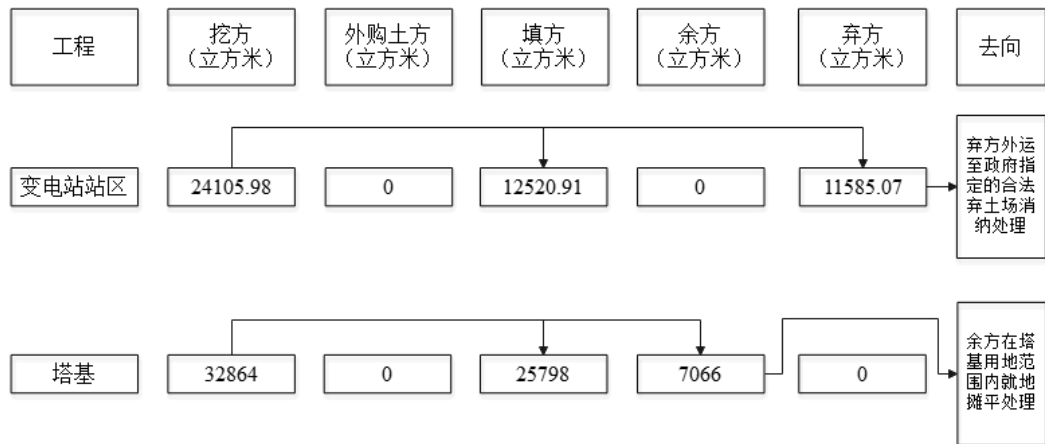 工程
挖方
（立方米）
外购土方
（立方米）
填方
（立方米）
余方
（立方米）
弃方
（立方米）
去向
变电站站区
24105.98
0
12520.91
0
11585.07
弃方外运
至政府指
定的合法
弃土场消
纳处理
塔基
32864
0
25798
7066
0
余方在塔
基用地范
围内就地
摊平处理